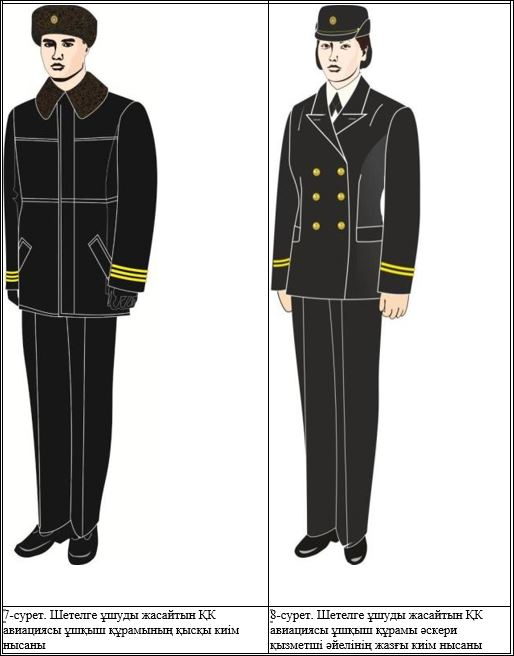 7-сурет. Шетелге ұшуды жасайтын ҚК
авиациясы ұшқыш құрамының қысқы киім
нысаны
8-сурет. Шетелге ұшуды жасайтын ҚК
авиациясы ұшқыш құрамы әскери
қызметші әйелінің жазғы киім нысаны